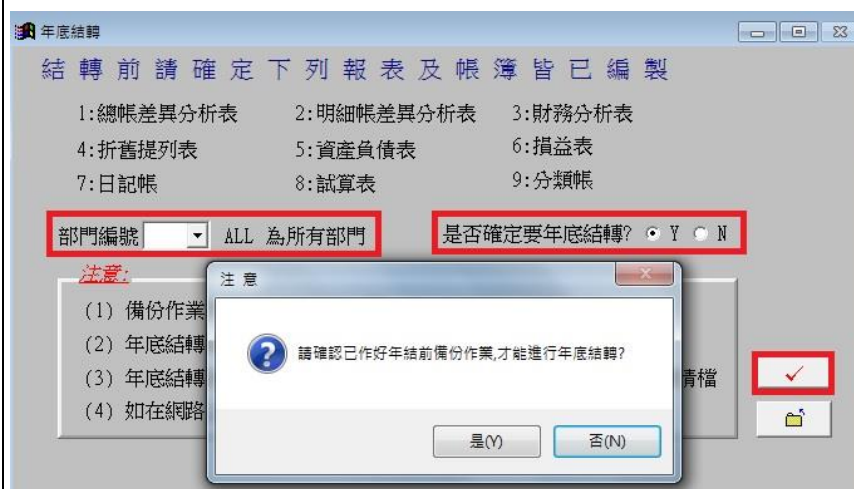 年底結轉
結轉前請確定下列報表及帳簿皆已編製
1:總帳差異分析表 2:明細帳差異分析表 3:財務分析表
4:折舊提列表 5:資產負債表 6:損益表
7:日記帳 8:試算表 9:分類帳
部門編號 ALL 為所有部門 是否確定要年底結轉? Y N
注意:
注 意
(1) 備份作業
(2) 年底結轉
請確認已作好年結前備份作業,才能進行年底結轉?
(3) 年底結轉 清檔
(4) 如在網路
是(Y) 否(N)